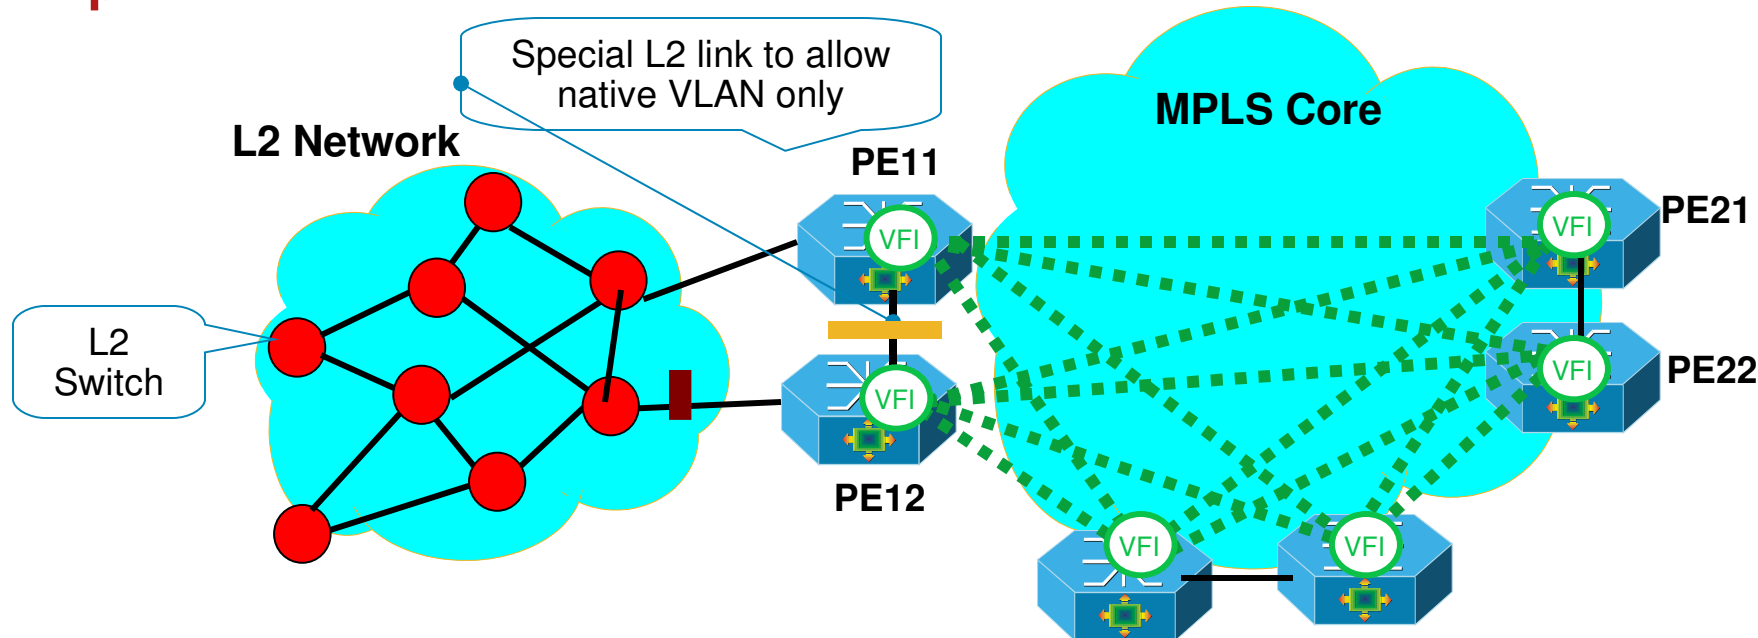 Special L2 link to allow
native VLAN only
MPLS Core
L2 Network
PE11
VFI
VFI
PE21
L2
Switch
VFI
VFI
PE22
PE12
VFI
VFI